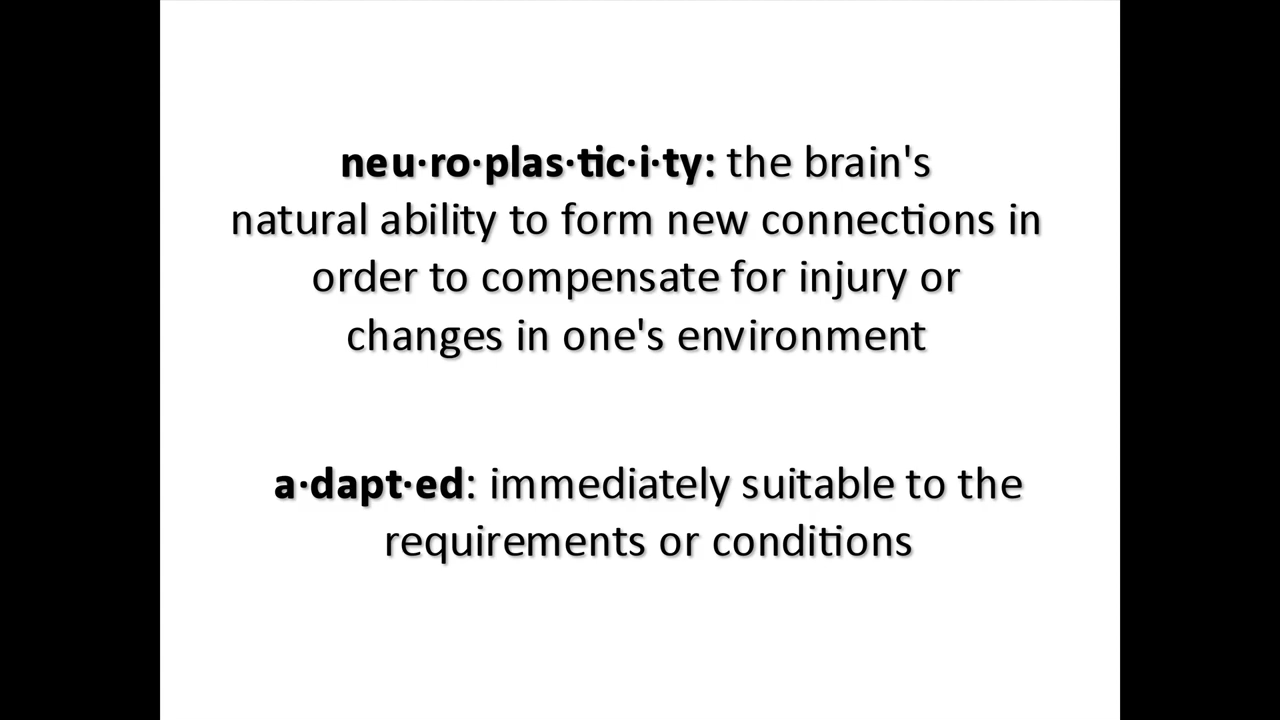 neu·ro·plas·tic·i·ty: the brain's
natural ability to form new connections in
order to compensate for injury or
changes in one's environment
a·dapt·ed: immediately suitable to the
requirements or conditions